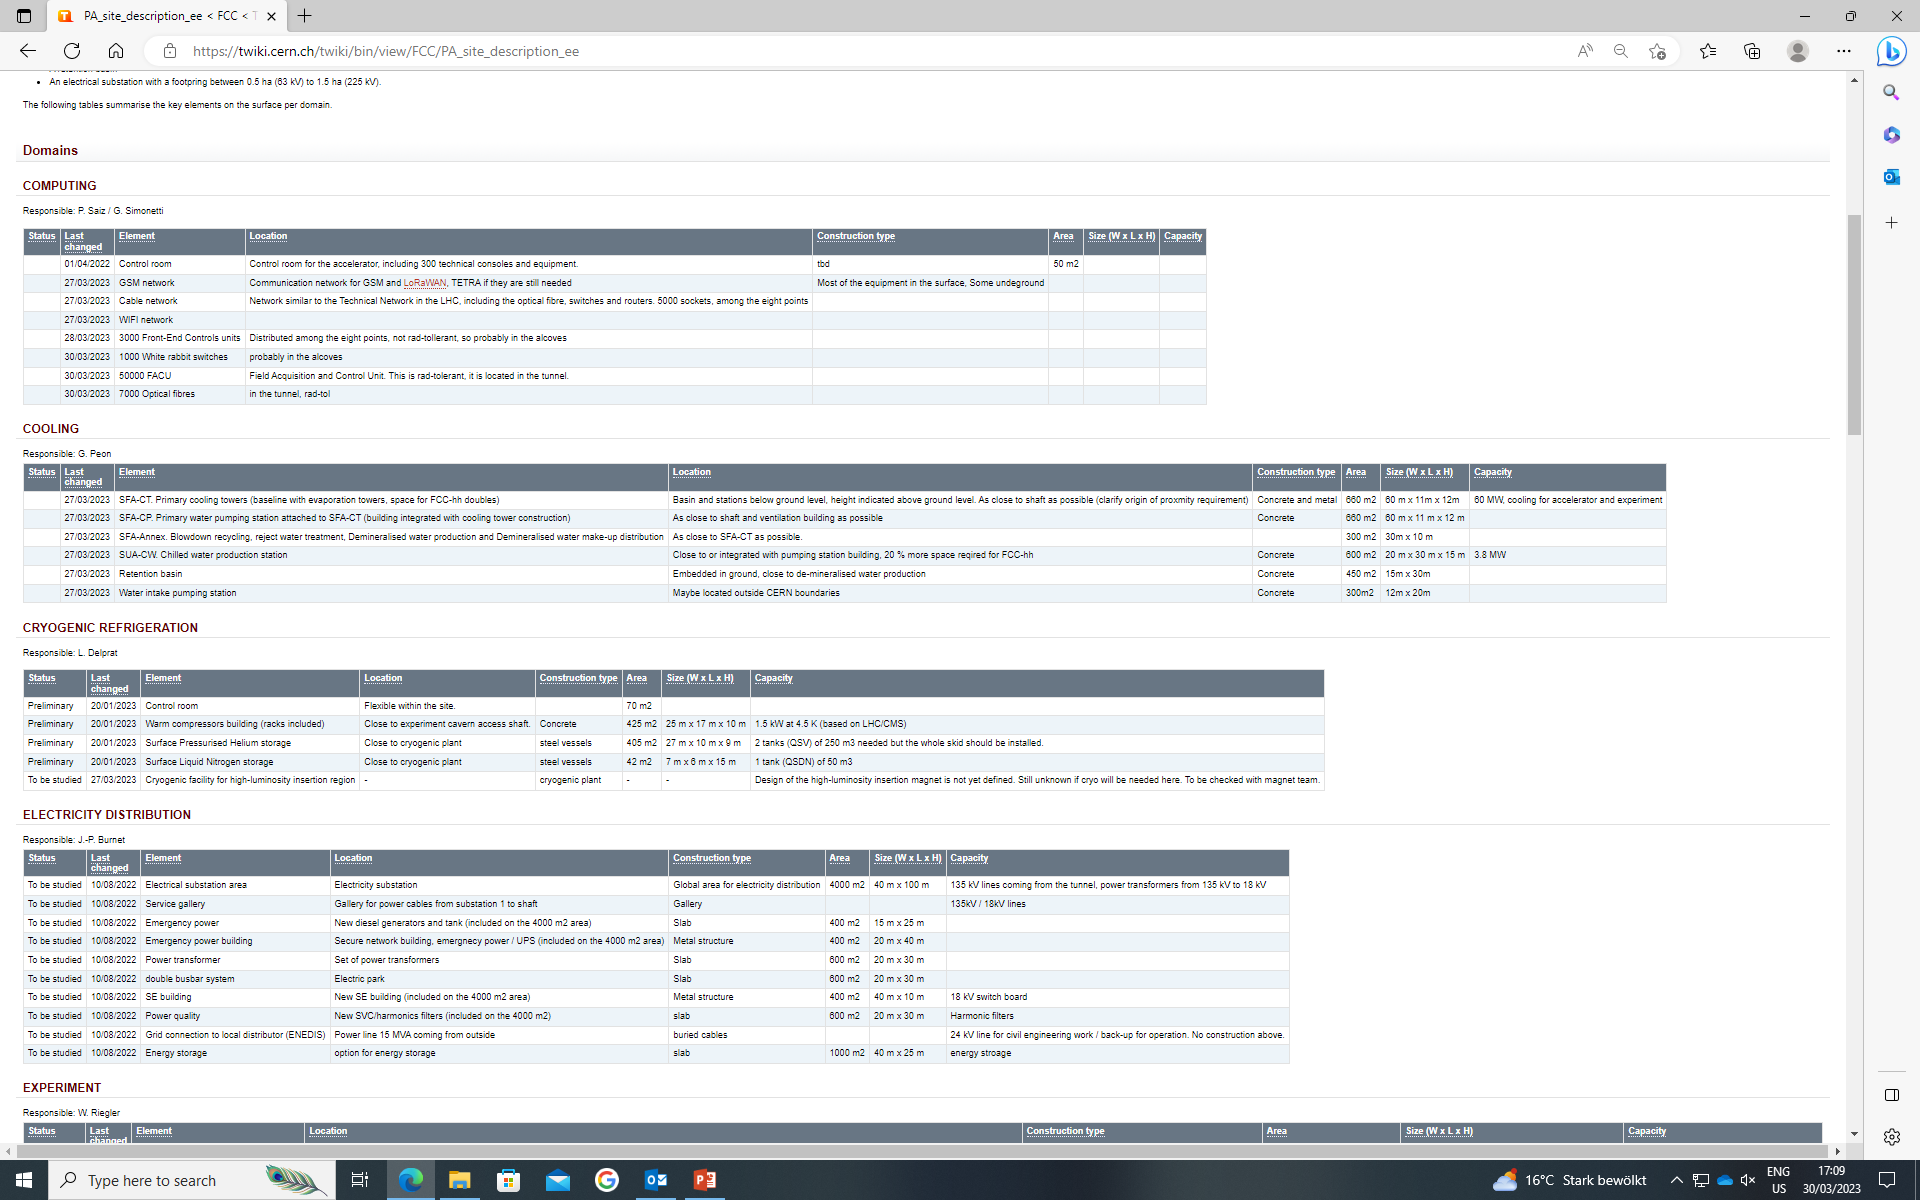 PA_site_description_ee < FCC < T
https://twiki.cern.ch/twiki/bin/view/FCC/PA_site_description_ee
An electrical substation with a footpring between 0.5 ha (63 kV) to 1.5 ha (225 kV).
The following tables summarise the key elements on the surface per domain.
Domains
COMPUTING
Responsible: P. Saiz / G. Simonetti
Status Last changed Element Location Construction type Area Size (W x L x H) Capacity
01/04/2022 Control room Control room for the accelerator, including 300 technical consoles and equipment. tbd 50 m2
27/03/2023 GSM network Communication network for GSM and LoRaWAN, TETRA if they are still needed Most of the equipment in the surface, Some undeground
27/03/2023 Cable network Network similar to the Technical Network in the LHC, including the optical fibre, switches and routers. 5000 sockets, among the eight points
27/03/2023 WIFI network
28/03/2023 3000 Front-End Controls units Distributed among the eight points, not rad-tollerant, so probably in the alcoves
30/03/2023 1000 White rabbit switches probably in the alcoves
30/03/2023 50000 FACU Field Acquisition and Control Unit. This is rad-tolerant, it is located in the tunnel.
30/03/2023 7000 Optical fibres in the tunnel, rad-tol
COOLING
Responsible: G. Peon
Status Last changed Element Location Construction type Area Size (W x L x H) Capacity
27/03/2023 SFA-CT. Primary cooling towers (baseline with evaporation towers, space for FCC-hh doubles) Basin and stations below ground level, height indicated above ground level. As close to shaft as possible (clarify origin of proxmity requirement) Concrete and metal 660 m2 60 m x 11m x 12m 60 MW, cooling for accelerator and experiment
27/03/2023 SFA-CP. Primary water pumping station attached to SFA-CT (building integrated with cooling tower construction) As close to shaft and ventilation building as possible Concrete 660 m2 60 m x 11 m x 12 m
27/03/2023 SFA-Annex. Blowdown recycling, reject water treatment, Demineralised water production and Demineralised water make-up distribution As close to SFA-CT as possible. 300 m2 30m x 10 m
27/03/2023 SUA-CW. Chilled water production station Close to or integrated with pumping station building, 20 % more space reqired for FCC-hh Concrete 600 m2 20 m x 30 m x 15 m 3.8 MW
27/03/2023 Retention basin Embedded in ground, close to de-mineralised water production Concrete 450 m2 15m x 30m
27/03/2023 Water intake pumping station Maybe located outside CERN boundaries Concrete 300m2 12m x 20m
CRYOGENIC REFRIGERATION
Responsible: L. Delprat
Status Last changed Element Location Construction type Area Size (W x L x H) Capacity
Preliminary 20/01/2023 Control room Flexible within the site. 70 m2
Preliminary 20/01/2023 Warm compressors building (racks included) Close to experiment cavern access shaft. Concrete 425 m2 25 m x 17 m x 10 m 1.5 kW at 4.5 K (based on LHC/CMS)
Preliminary 20/01/2023 Surface Pressurised Helium storage Close to cryogenic plant steel vessels 405 m2 27 m x 10 m x 9 m 2 tanks (QSV) of 250 m3 needed but the whole skid should be installed.
Preliminary 20/01/2023 Surface Liquid Nitrogen storage Close to cryogenic plant steel vessels 42 m2 7 m x 6 m x 15 m 1 tank (QSDN) of 50 m3
To be studied 27/03/2023 Cryogenic facility for high-luminosity insertion region - cryogenic plant - - Design of the high-luminosity insertion magnet is not yet defined. Still unknown if cryo will be needed here. To be checked with magnet team.
ELECTRICITY DISTRIBUTION
Responsible: J.-P. Burnet
Status Last changed Element Location Construction type Area Size (W x L x H) Capacity
To be studied 10/08/2022 Electrical substation area Electricity substation Global area for electricity distribution 4000 m2 40 m x 100 m 135 kV lines coming from the tunnel, power transformers from 135 kV to 18 kV
To be studied 10/08/2022 Service gallery Gallery for power cables from substation 1 to shaft Gallery 135kV / 18kV lines
To be studied 10/08/2022 Emergency power New diesel generators and tank (included on the 4000 m2 area) Slab 400 m2 15 m x 25 m
To be studied 10/08/2022 Emergency power building Secure network building, emergnecy power / UPS (included on the 4000 m2 area) Metal structure 400 m2 20 m x 40 m
To be studied 10/08/2022 Power transformer Set of power transformers Slab 600 m2 20 m x 30 m
To be studied 10/08/2022 double busbar system Electric park Slab 600 m2 20 m x 30 m
To be studied 10/08/2022 SE building New SE building (included on the 4000 m2 area) Metal structure 400 m2 40 m x 10 m 18 kV switch board
To be studied 10/08/2022 Power quality New SVC/harmonics filters (included on the 4000 m2) slab 600 m2 20 m x 30 m Harmonic filters
To be studied 10/08/2022 Grid connection to local distributor (ENEDIS) Power line 15 MVA coming from outside buried cables 24 kV line for civil engineering work / back-up for operation. No construction above.
To be studied 10/08/2022 Energy storage option for energy storage slab 1000 m2 40 m x 25 m energy stroage
EXPERIMENT
Responsible: W. Riegler
Status Last changed Element Location Construction type Area Size (W x L x H) Capacity
Type here to search
16°C Stark bewölkt
ENG
US
17:09
30/03/2023